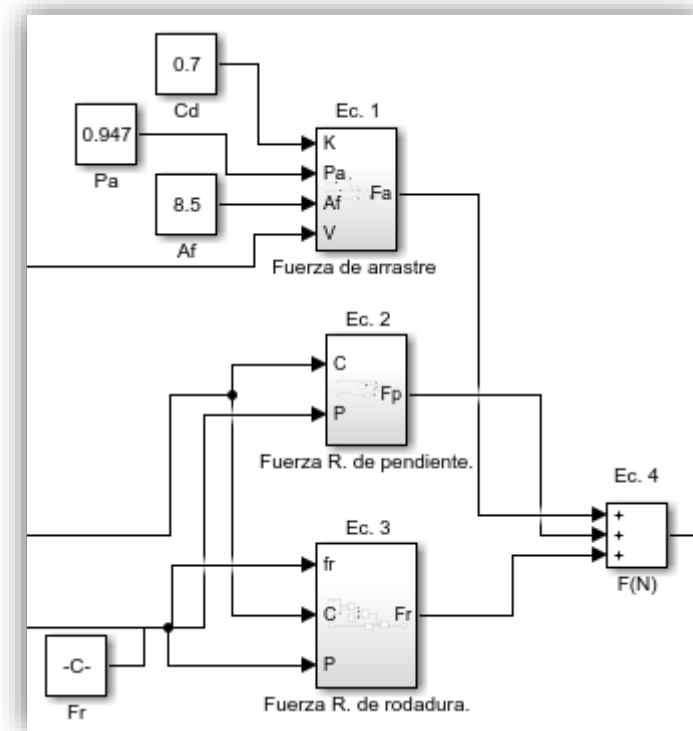 0.7
Cd
0.947
Pa
8.5
Af
Ec. 1
K
Pa.
Af
V
Fa
Fuerza de arrastre
Ec. 2
C
P
Fp
Fuerza R. de pendiente.
Ec. 3
fr
C
P
Fr
Fuerza R. de rodadura.
Ec. 4
+
+
+
F(N)
-C-
Fr